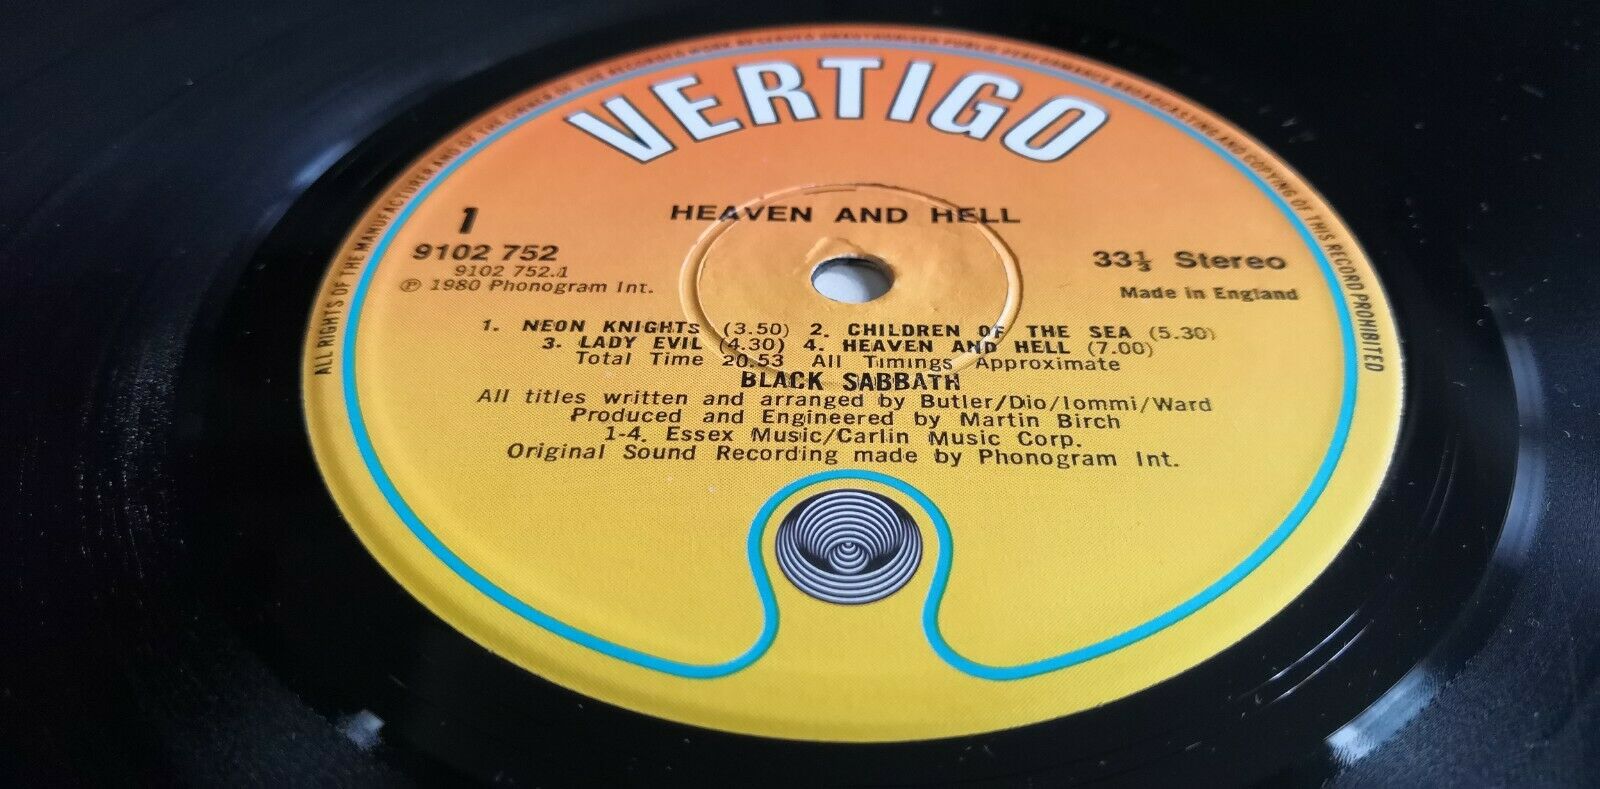 ALL RIGHTS OF THE MANUFACTURER AND OF THE OWNER OF THE RECORDED WORK RESERVED UNAUTHORISED PUBLIC PERFORMANCE BROADCASTING AND COPYING OF THIS RECORD PROHIBITED
VERTIGO
HEAVEN AND HELL
1
9102 752
9102 752.1
℗ 1980 Phonogram Int.
33⅓ Stereo
Made in England
1. NEON KNIGHTS (3.50) 2. CHILDREN OF THE SEA (5.30)
3. LADY EVIL (4.30) 4. HEAVEN AND HELL (7.00)
Total Time 20.53 All Timings Approximate
BLACK SABBATH
All titles written and arranged by Butler/Dio/Iommi/Ward
Produced and Engineered by Martin Birch
1-4. Essex Music/Carlin Music Corp.
Original Sound Recording made by Phonogram Int.